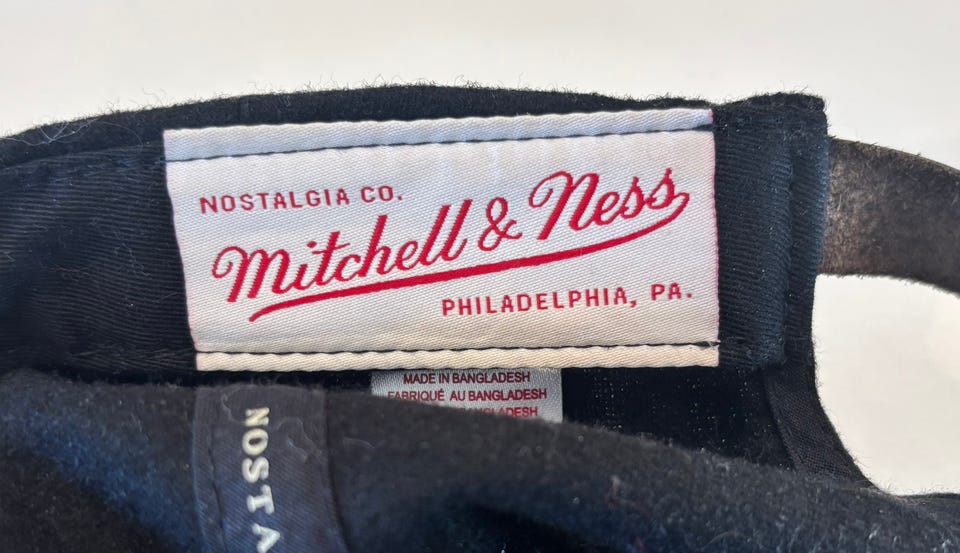 NOSTALGIA CO.
Mitchell & Ness
PHILADELPHIA, PA.
MADE IN BANGLADESH
FABRIQUÉ AU BANGLADESH
NOSTA